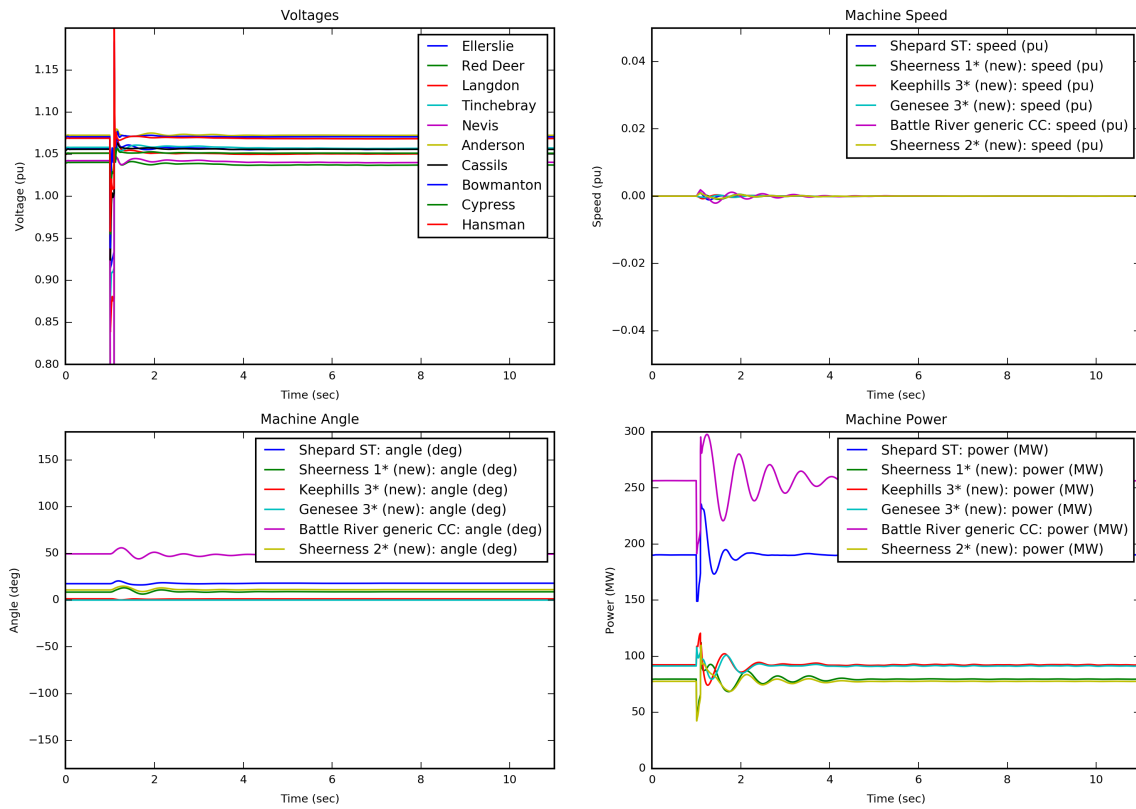 Voltages
1.15
1.10
1.05
1.00
0.95
0.90
0.85
0.80
Voltage (pu)
0 2 4 6 8 10
Time (sec)
Ellerslie
Red Deer
Langdon
Tinchebray
Nevis
Anderson
Cassils
Bowmanton
Cypress
Hansman
Machine Speed
0.04
0.02
0.00
−0.02
−0.04
Speed (pu)
0 2 4 6 8 10
Time (sec)
Shepard ST: speed (pu)
Sheerness 1* (new): speed (pu)
Keephills 3* (new): speed (pu)
Genesee 3* (new): speed (pu)
Battle River generic CC: speed (pu)
Sheerness 2* (new): speed (pu)
Machine Angle
150
100
50
0
−50
−100
−150
Angle (deg)
0 2 4 6 8 10
Time (sec)
Shepard ST: angle (deg)
Sheerness 1* (new): angle (deg)
Keephills 3* (new): angle (deg)
Genesee 3* (new): angle (deg)
Battle River generic CC: angle (deg)
Sheerness 2* (new): angle (deg)
Machine Power
300
250
200
150
100
50
0
Power (MW)
0 2 4 6 8 10
Time (sec)
Shepard ST: power (MW)
Sheerness 1* (new): power (MW)
Keephills 3* (new): power (MW)
Genesee 3* (new): power (MW)
Battle River generic CC: power (MW)
Sheerness 2* (new): power (MW)